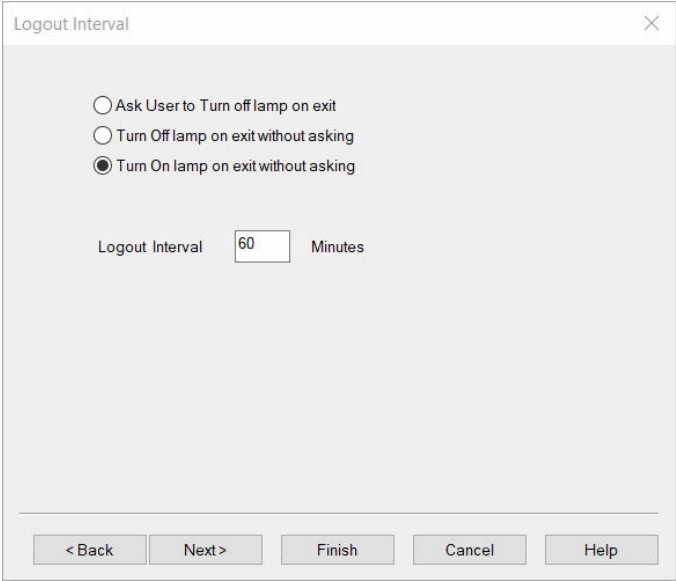 Logout Interval
Ask User to Turn off lamp on exit
Turn Off lamp on exit without asking
Turn On lamp on exit without asking
Logout Interval 60 Minutes
< Back Next > Finish Cancel Help